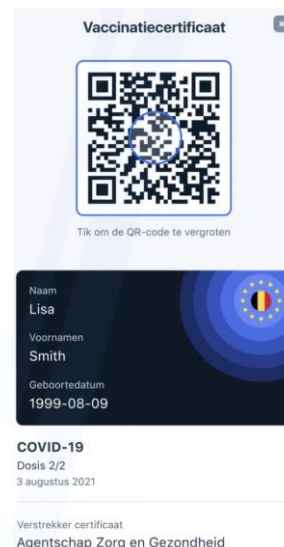 Vaccinatiecertificaat
Tik om de QR-code te vergroten
Naam
Lisa
Voornamen
Smith
Geboortedatum
1999-08-09
COVID-19
Dosis 2/2
3 augustus 2021
Verstrekker certificaat
Agentschap Zorg en Gezondheid